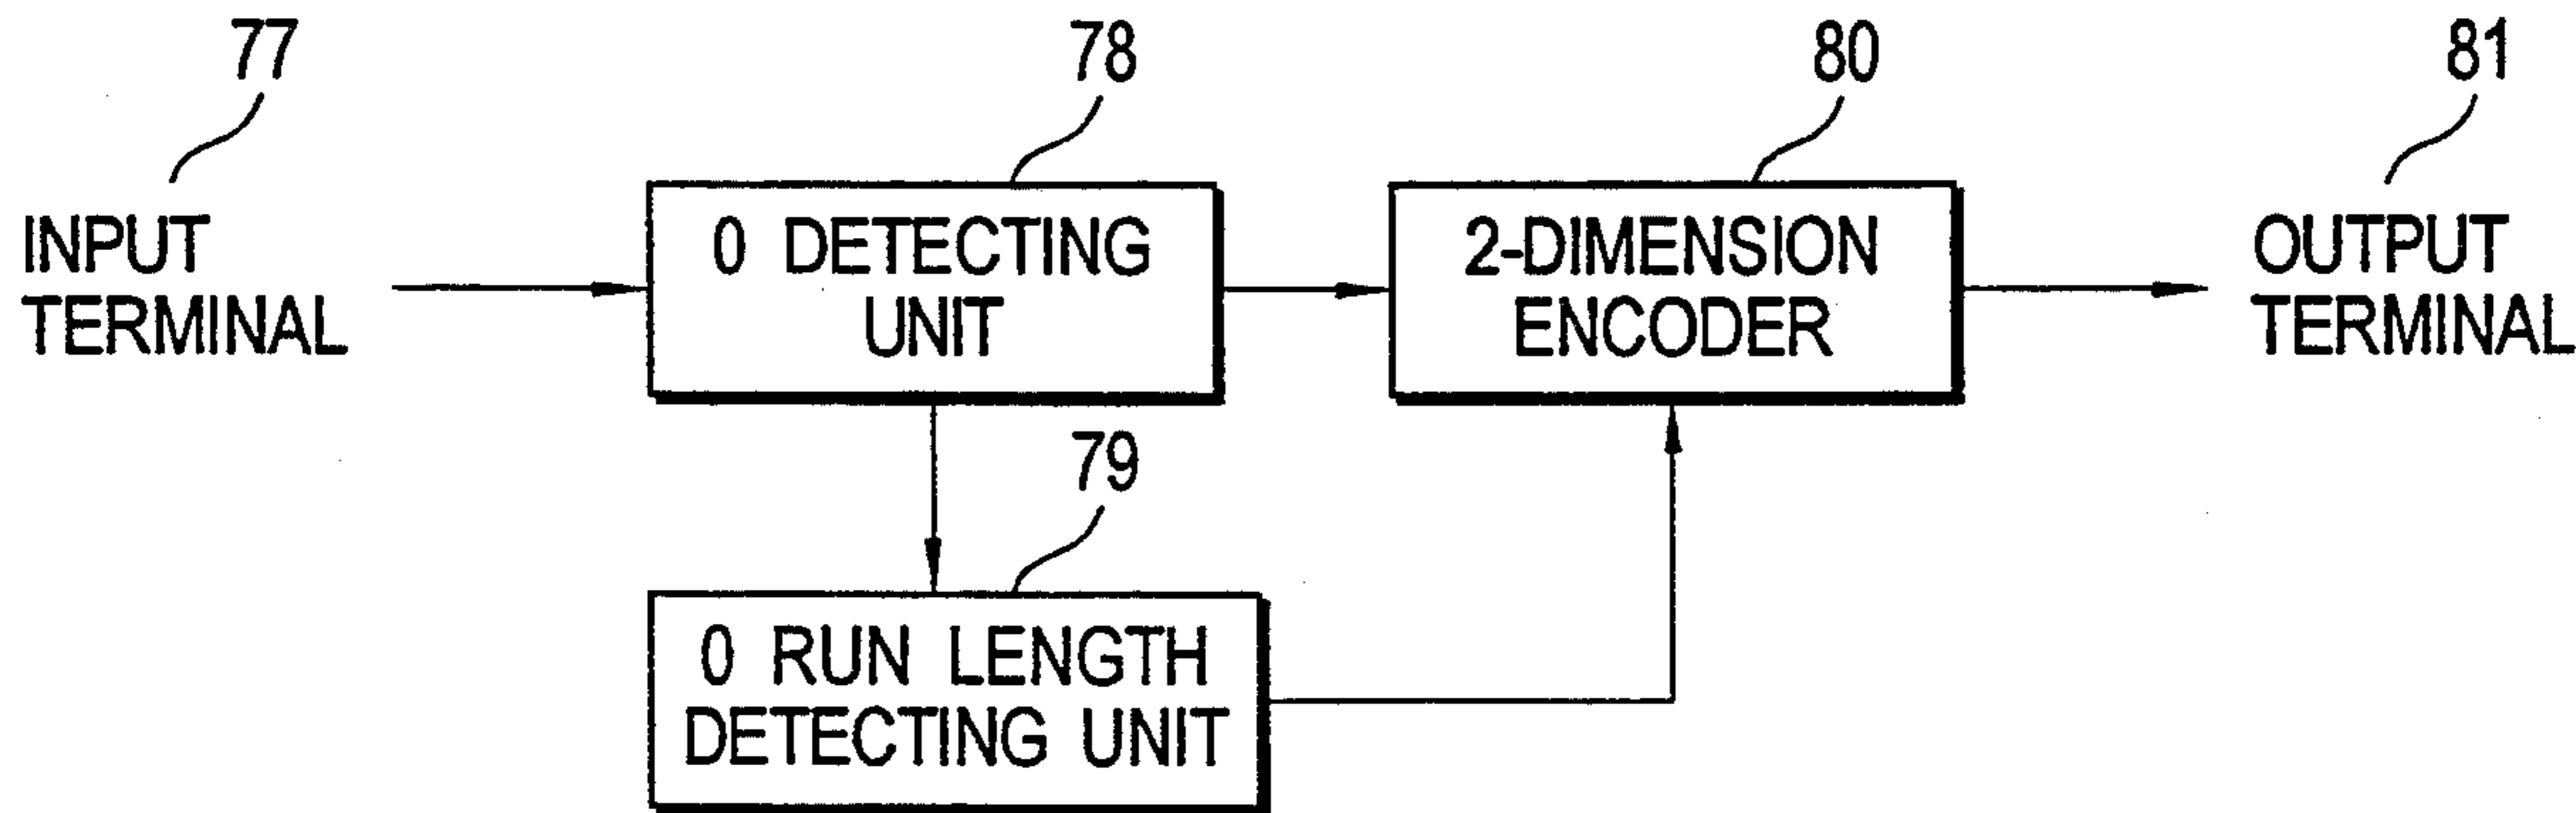 77
78
80
81
INPUT
TERMINAL
0 DETECTING
UNIT
2-DIMENSION
ENCODER
OUTPUT
TERMINAL
79
0 RUN LENGTH
DETECTING UNIT